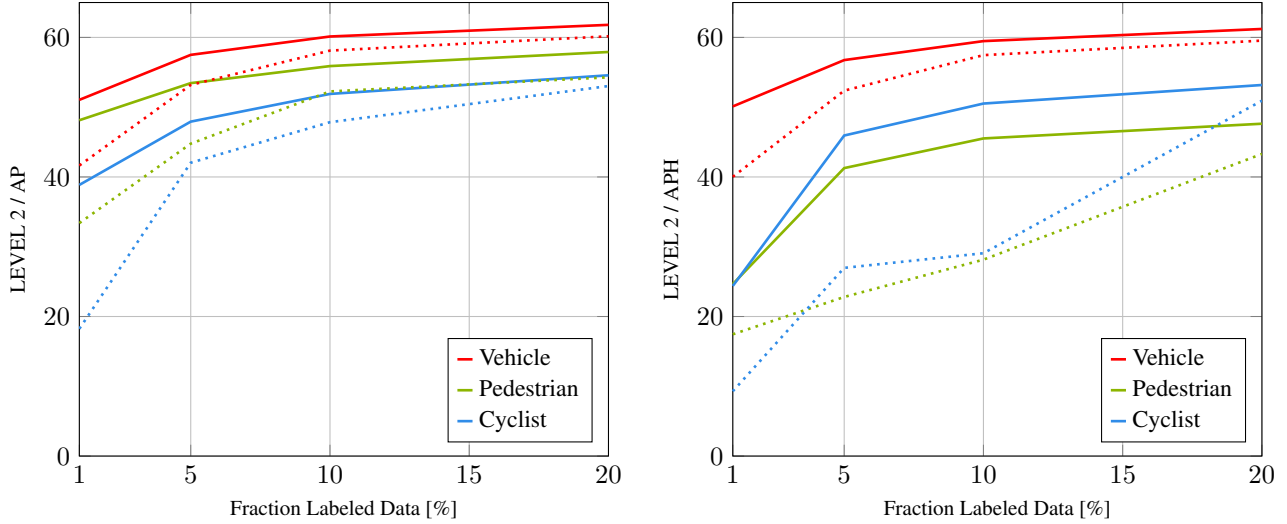 60
40
20
0
1
5
10
15
20
LEVEL 2 / AP
Fraction Labeled Data [%]
Vehicle
Pedestrian
Cyclist
60
40
20
0
1
5
10
15
20
LEVEL 2 / APH
Fraction Labeled Data [%]
Vehicle
Pedestrian
Cyclist